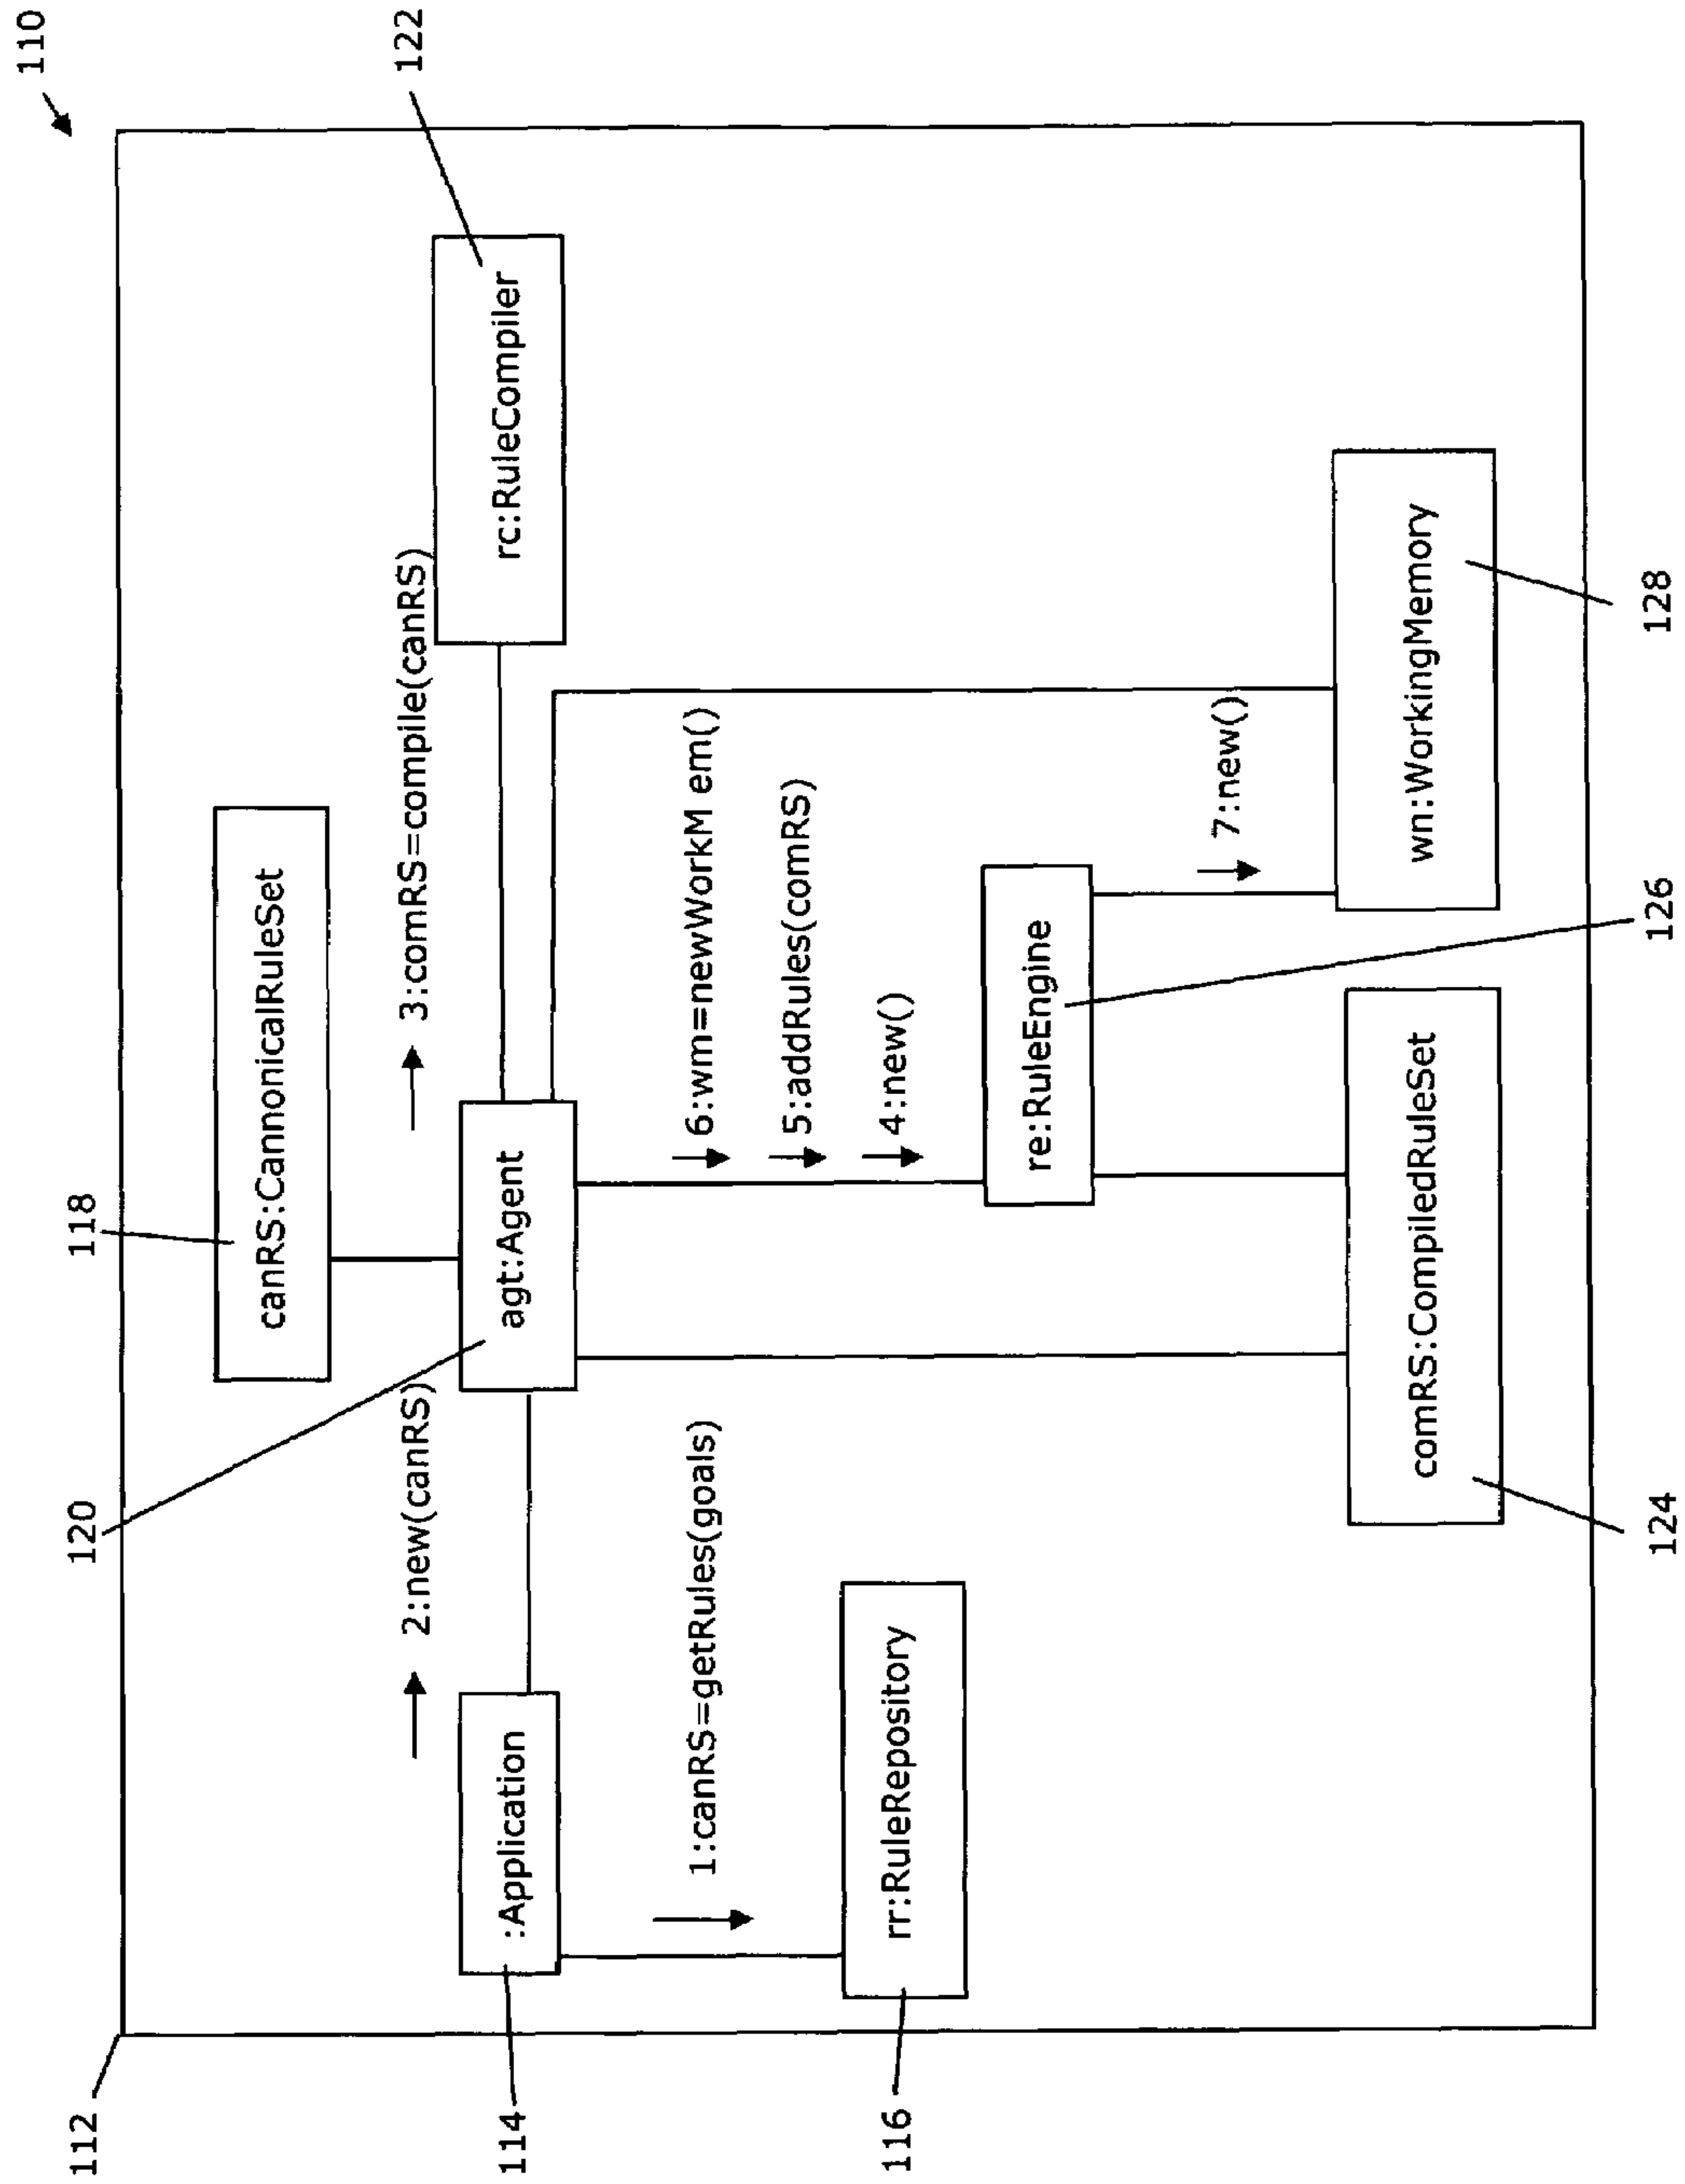 110
112
118
canRS:CannonicalRuleSet
120
2:new(canRS)
3:comRS=compile(canRS)
122
114
:Application
agt:Agent
rc:RuleCompiler
1:canRS=getRules(goals)
6:wm=newWorkM em()
5:addRules(comRS)
4:new()
116
rr:RuleRepository
re:RuleEngine
7:new()
comRS:CompiledRuleSet
wn:WorkingMemory
124
126
128